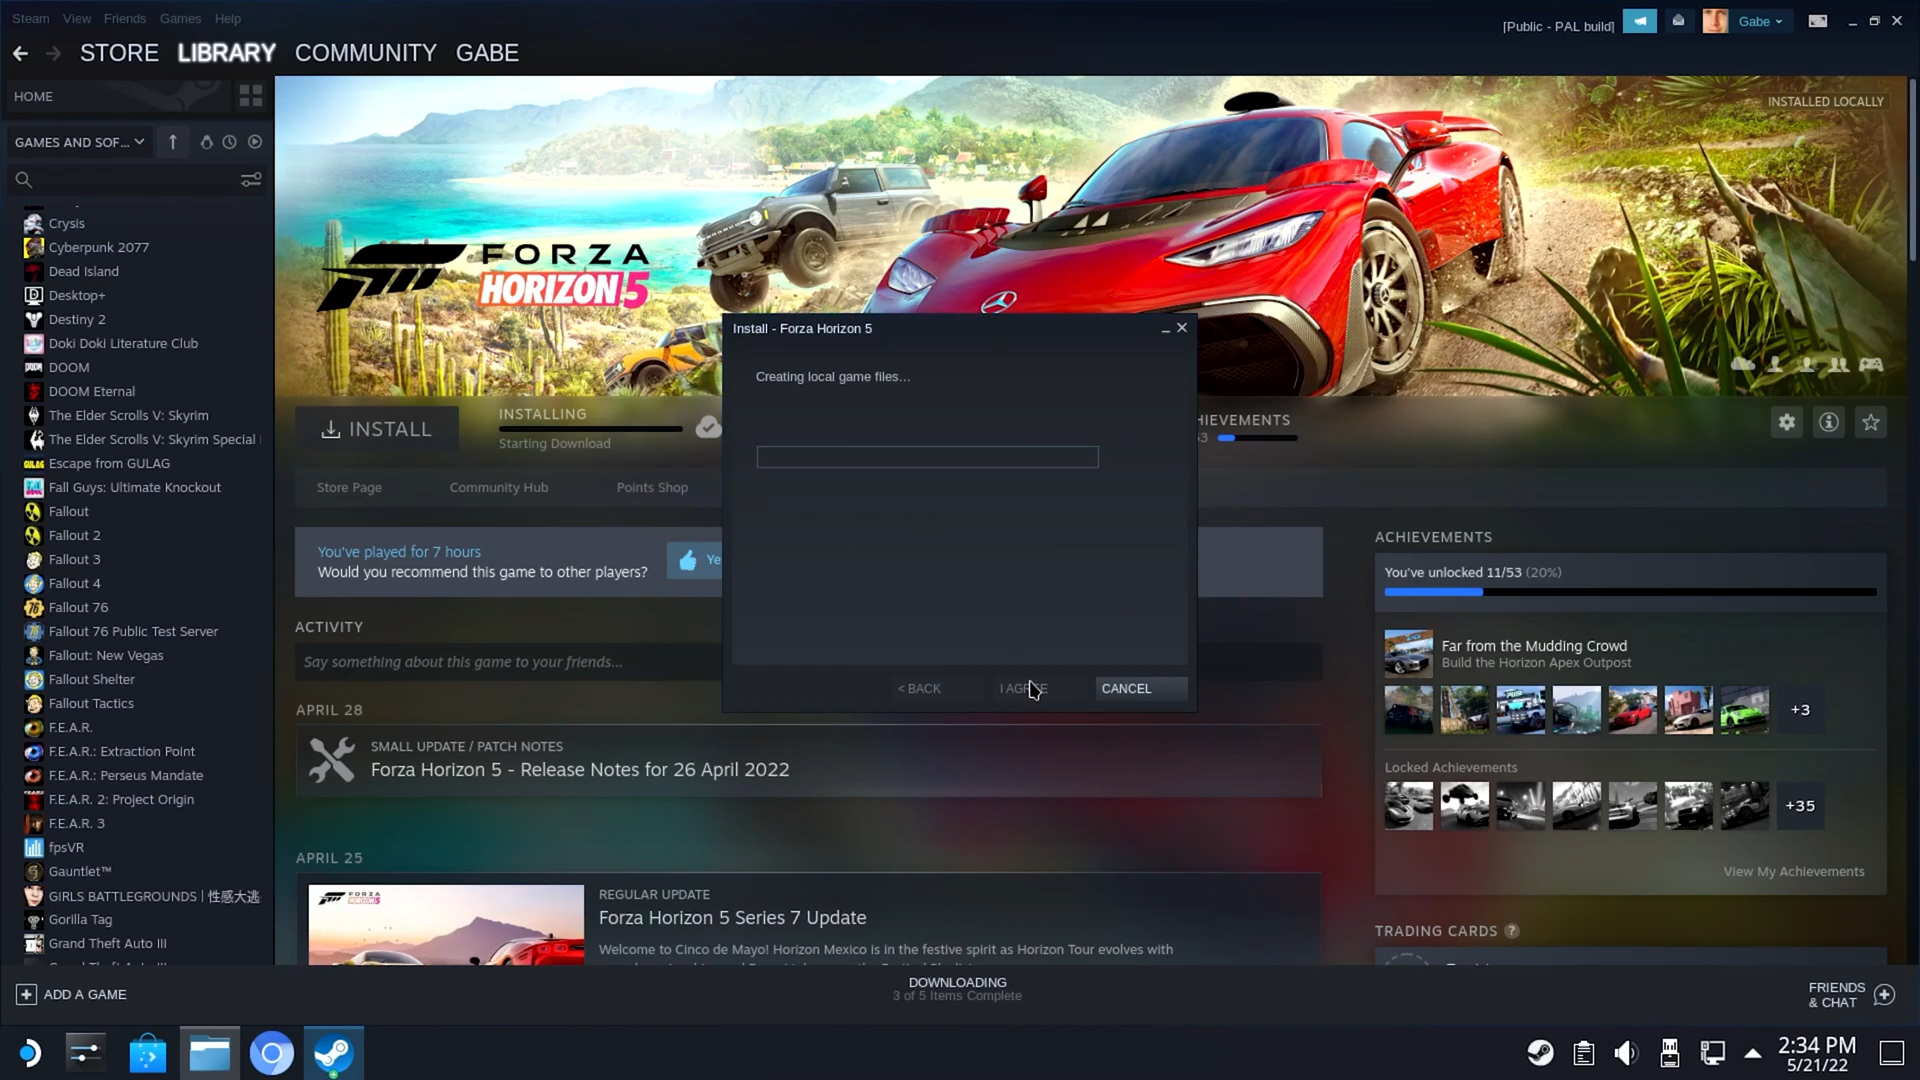 Steam View Friends Games Help
[Public - PAL build]
Gabe
STORE LIBRARY COMMUNITY GABE
HOME
GAMES AND SOF...
Crysis
Cyberpunk 2077
Dead Island
Desktop+
Destiny 2
Doki Doki Literature Club
DOOM
DOOM Eternal
The Elder Scrolls V: Skyrim
The Elder Scrolls V: Skyrim Special
Escape from GULAG
Fall Guys: Ultimate Knockout
Fallout
Fallout 2
Fallout 3
Fallout 4
Fallout 76
Fallout 76 Public Test Server
Fallout: New Vegas
Fallout Shelter
Fallout Tactics
F.E.A.R.
F.E.A.R.: Extraction Point
F.E.A.R.: Perseus Mandate
F.E.A.R. 2: Project Origin
F.E.A.R. 3
fpsVR
Gauntlet™
GIRLS BATTLEGROUNDS | 性感大逃
Gorilla Tag
Grand Theft Auto III
INSTALLED LOCALLY
FORZA
HORIZON 5
INSTALL
INSTALLING
Starting Download
HIEVEMENTS
53
Store Page
Community Hub
Points Shop
You've played for 7 hours
Would you recommend this game to other players?
Ye
ACTIVITY
Say something about this game to your friends...
APRIL 28
SMALL UPDATE / PATCH NOTES
Forza Horizon 5 - Release Notes for 26 April 2022
APRIL 25
FORZA
REGULAR UPDATE
Forza Horizon 5 Series 7 Update
Welcome to Cinco de Mayo! Horizon Mexico is in the festive spirit as Horizon Tour evolves with
Install - Forza Horizon 5
Creating local game files...
< BACK
I AGREE
CANCEL
ACHIEVEMENTS
You've unlocked 11/53 (20%)
Far from the Mudding Crowd
Build the Horizon Apex Outpost
+3
Locked Achievements
+35
View My Achievements
TRADING CARDS ?
ADD A GAME
DOWNLOADING
3 of 5 Items Complete
FRIENDS
& CHAT
2:34 PM
5/21/22